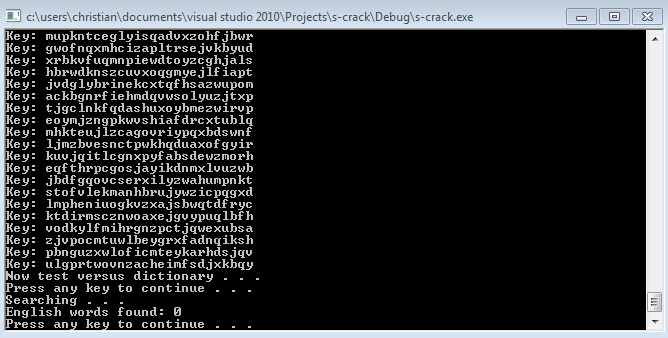 c:\users\christian\documents\visual studio 2010\Projects\s-crack\Debug\s-crack.exe
Key: mupkntceglyisqadvxzohfjbwr
Key: gwofnqxmhcizapltrsejvkbyud
Key: xrbkvfuqmnpiewdtoyzcghjals
Key: hbrwdknszcuvxoqgmyejlfiapt
Key: jvdglybrinekcxtqfhsazwupom
Key: ackbgnrfiehmdqvwsolyuzjtxp
Key: tjgclnkfqdashuxoybmezwirvp
Key: eoymjzngpkwvshiafdrcxtublq
Key: mhkteujlzcagovriypqxbdswnf
Key: ljmzbvesnctpwkhqduaxofgyir
Key: kuvjqitlcgnxpyfabsdewzmorh
Key: eqfthrpcgosjayikdnmxlvuzwb
Key: jbdfgqovcserxilyzwahumpnkt
Key: stofvlekmanhbrujywzicpqgxd
Key: lmpheniuogkvzxajsbwqtdfryc
Key: ktdirmscznwoaxejgvypuqlbfh
Key: vodkylfmihrgnzpctjqwexubsa
Key: zjvpocmtuwlbeygrxfadnqiksh
Key: pbnguzxwloficmteykarhdsjqv
Key: ulgprtwovnzacheimfsdjxkbqy
Now test versus dictionary . . .
Press any key to continue . . .
Searching . . .
English words found: 0
Press any key to continue . . .